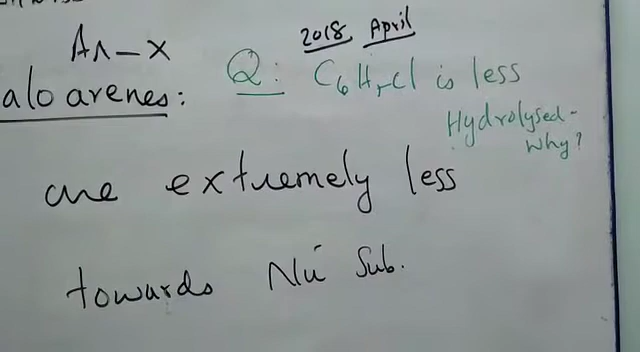 2018 April
Ar-X
Q: C6H5Cl is less
alo arenes:
Hydrolysed-
why?
are extremely less
towards Nu Sub.